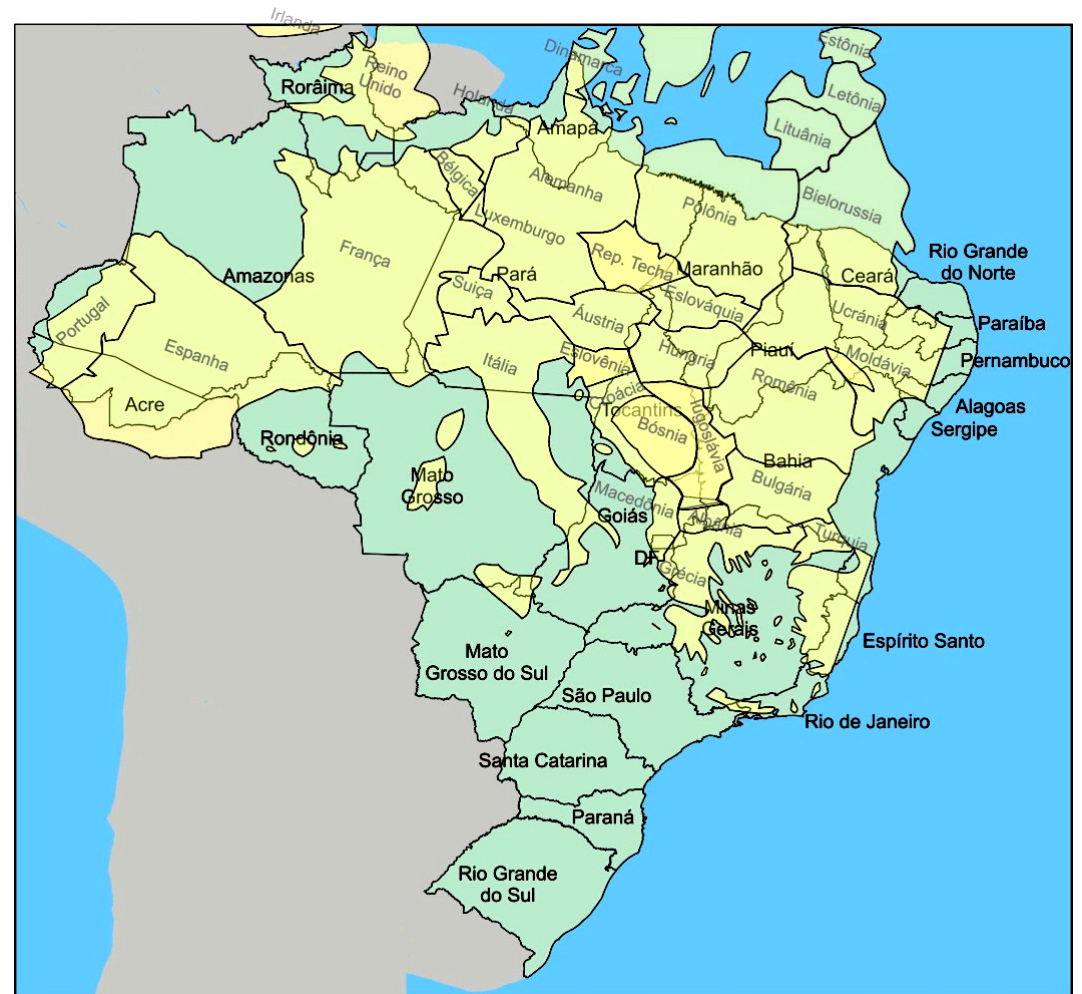 Irlanda
Reino
Unido
Dinamarca
Estônia
Rorâima
Holanda
Letônia
Amapá
Lituânia
Bélgica
Alemanha
Bielorussia
Polônia
Luxemburgo
França
Rep. Techa
Maranhão
Rio Grande
do Norte
Amazonas
Pará
Ceará
Suiça
Eslováquia
Ucránia
Portugal
Áustria
Paraíba
Espanha
Itália
Eslovênia
Hungria
Piauí
Moldávia
Pernambuco
Romênia
Croácia
Acre
Tocantins
Iugoslávia
Alagoas
Sergipe
Rondônia
Bósnia
Bahia
Mato
Grosso
Bulgária
Macedônia
Goiás
Albânia
Turquia
DF
Grécia
Minas
Gerais
Espírito Santo
Mato
Grosso do Sul
São Paulo
Rio de Janeiro
Santa Catarina
Paraná
Rio Grande
do Sul